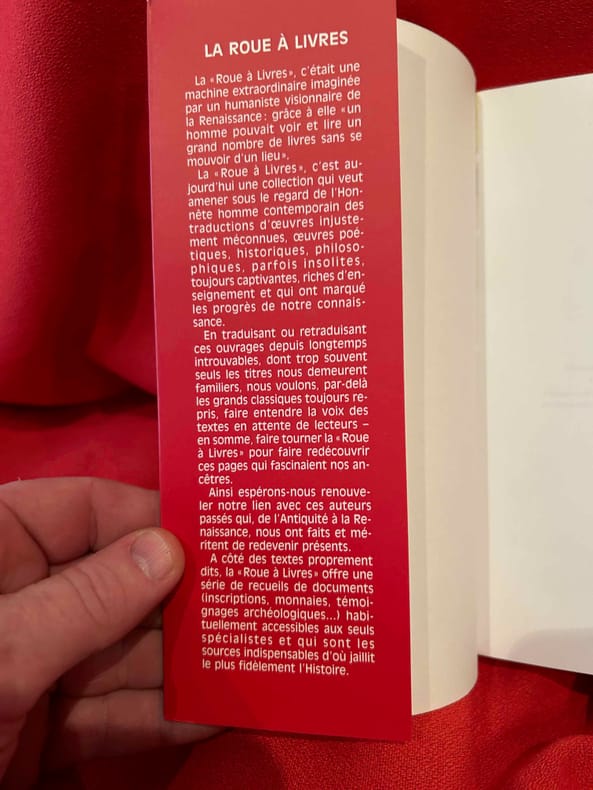 LA ROUE À LIVRES
La «Roue à Livres», c'était une
machine extraordinaire imaginée
par un humaniste visionnaire de
la Renaissance: grâce à elle «un
homme pouvait voir et lire un
grand nombre de livres sans se
mouvoir d'un lieu».
La «Roue à Livres», c'est au-
jourd'hui une collection qui veut
amener sous le regard de l'Hon-
nête homme contemporain des
traductions d'œuvres injuste-
ment méconnues, œuvres poé-
tiques, historiques, philoso-
phiques, parfois insolites,
toujours captivantes, riches d'en-
seignement et qui ont marqué
les progrès de notre connais-
sance.
En traduisant ou retraduisant
ces ouvrages depuis longtemps
introuvables, dont trop souvent
seuls les titres nous demeurent
familiers, nous voulons, par-delà
les grands classiques toujours re-
pris, faire entendre la voix des
textes en attente de lecteurs –
en somme, faire tourner la «Roue
à Livres» pour faire redécouvrir
ces pages qui fascinaient nos an-
cêtres.
Ainsi espérons-nous renouve-
ler notre lien avec ces auteurs
passés qui, de l'Antiquité à la Re-
naissance, nous ont faits et mé-
ritent de redevenir présents.
A côté des textes proprement
dits, la «Roue à Livres» offre une
série de recueils de documents
(inscriptions, monnaies, témoi-
gnages archéologiques...) habi-
tuellement accessibles aux seuls
spécialistes et qui sont les
sources indispensables d'où jaillit
le plus fidèlement l'Histoire.